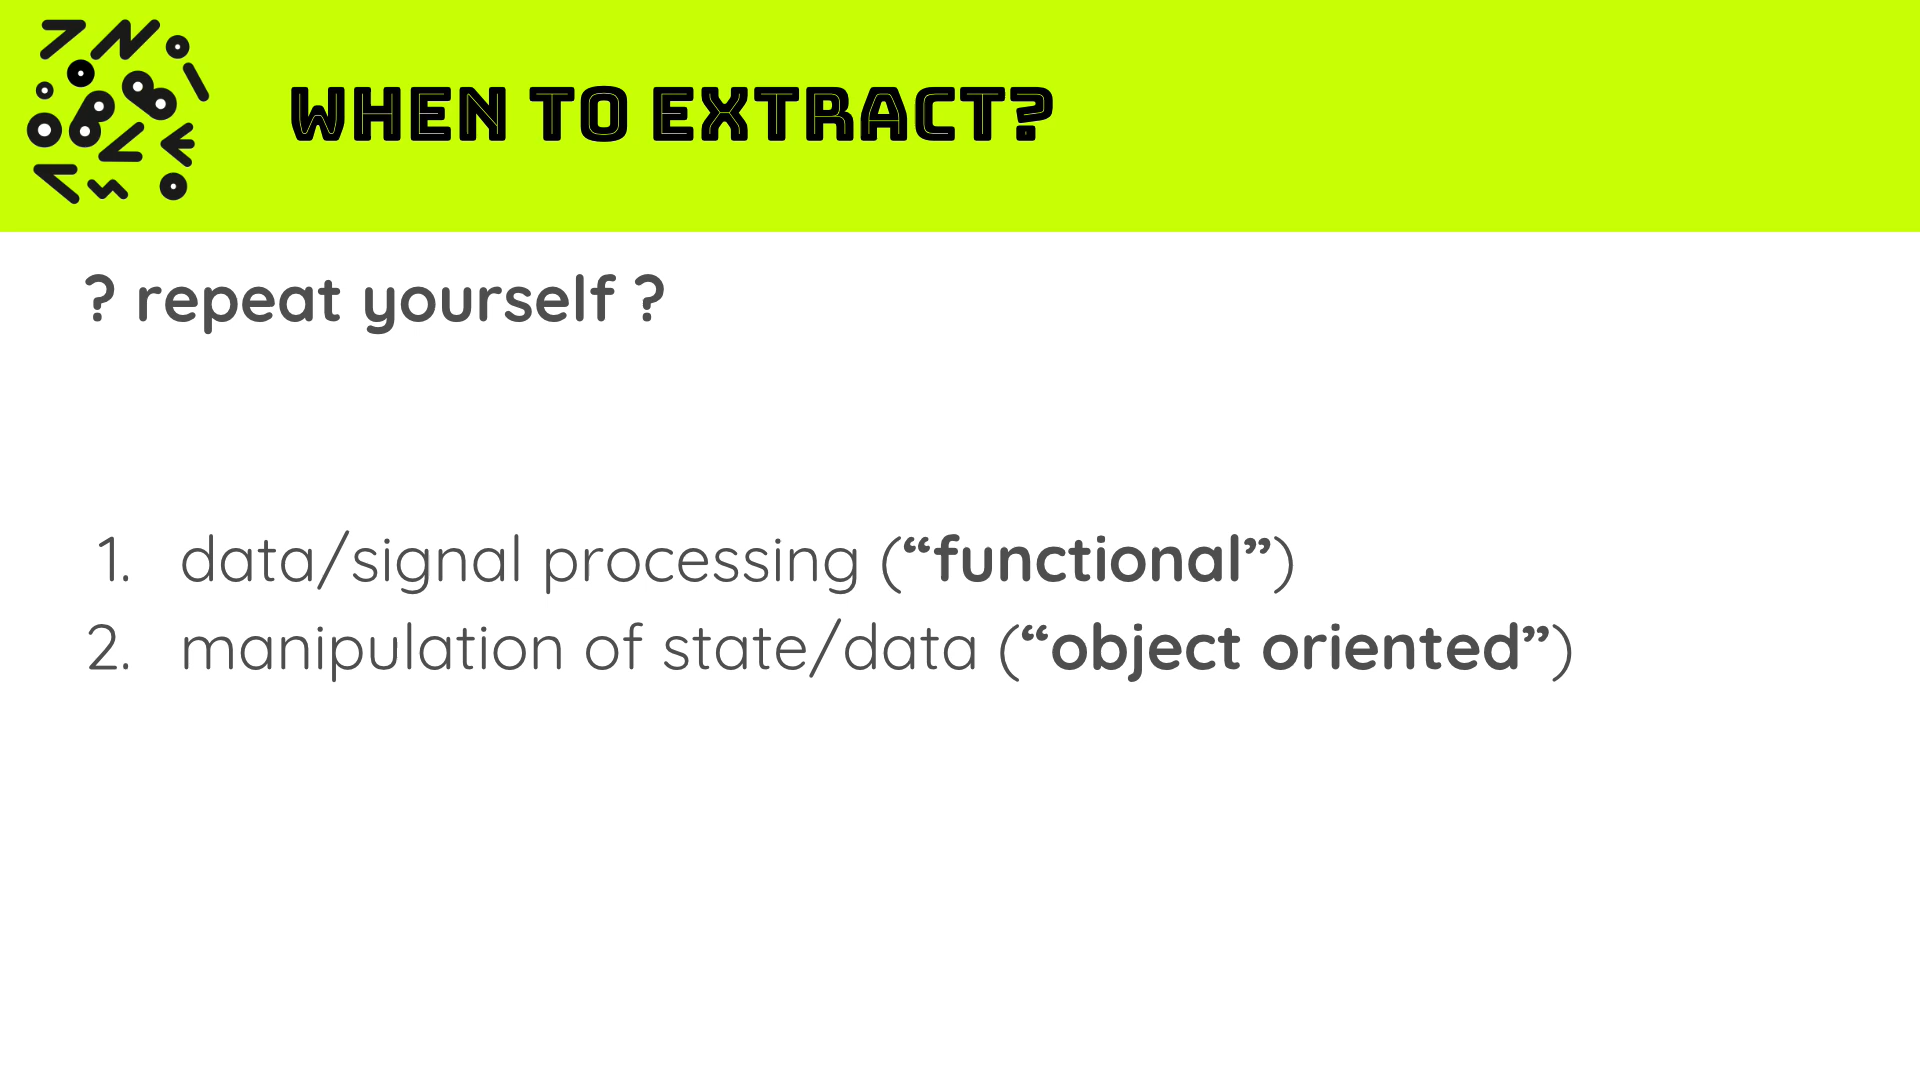 WHEN TO EXTRACT?
? repeat yourself ?
1. data/signal processing (“functional”)
2. manipulation of state/data (“object oriented”)